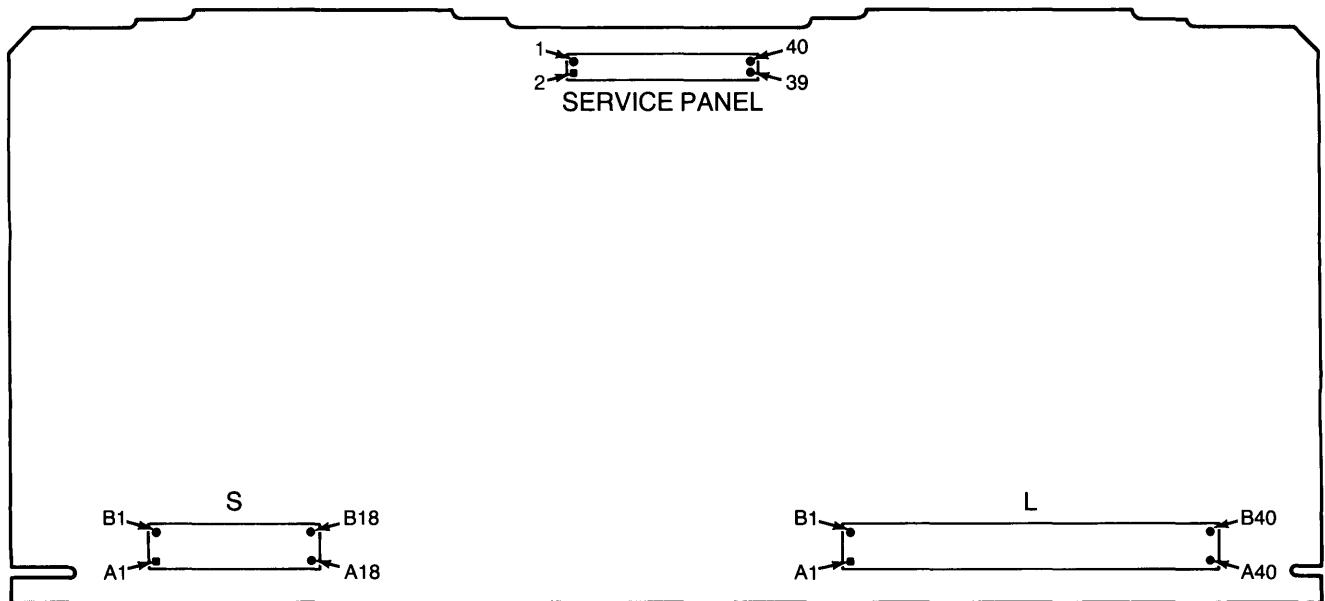 1 40
2 39
SERVICE PANEL
S L
B1 B18 B1 B40
A1 A18 A1 A40